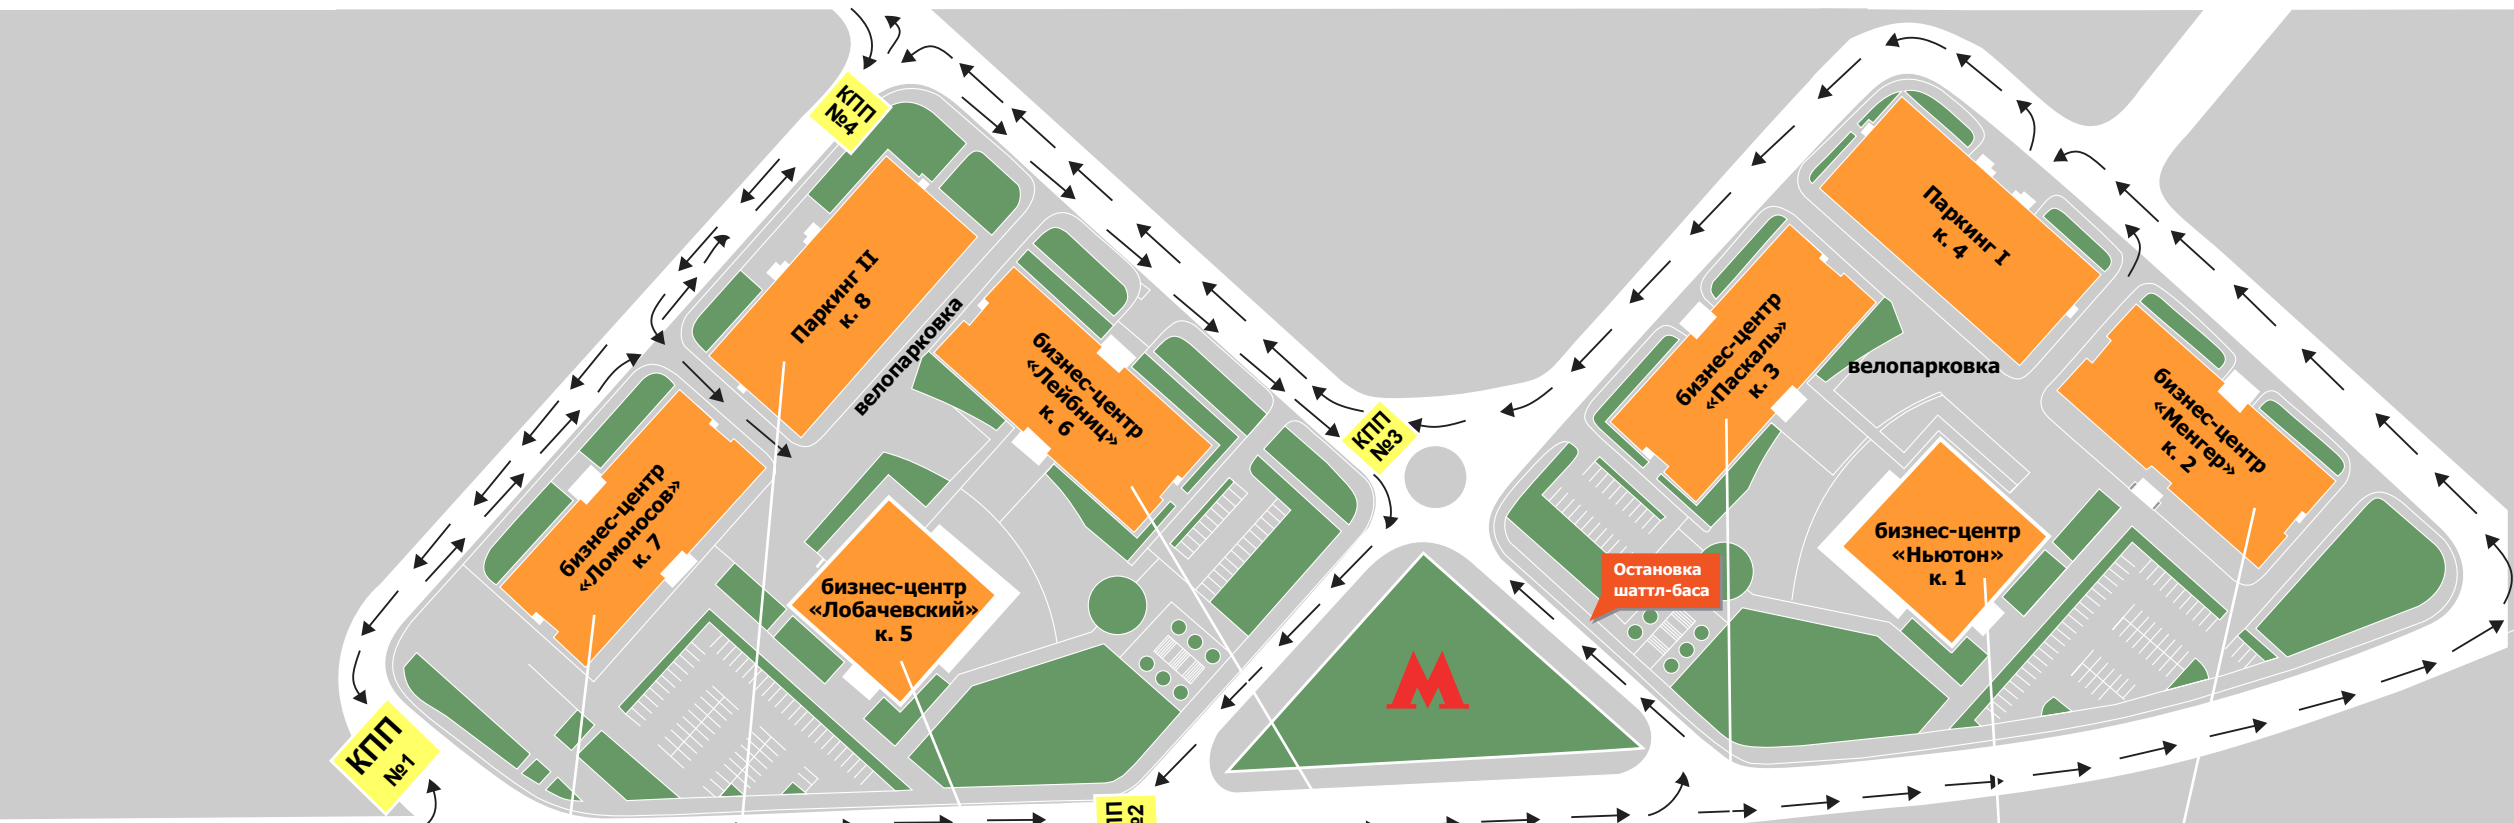 КПП
№4
Паркинг II
к. 8
велопарковка
бизнес-центр
«Лейбниц»
к. 6
бизнес-центр
«Ломоносов»
к. 7
бизнес-центр
«Лобачевский»
к. 5
КПП
№1
КПП
№3
Паркинг I
к. 4
бизнес-центр
«Паскаль»
к. 3
велопарковка
бизнес-центр
«Менгер»
к. 2
бизнес-центр
«Ньютон»
к. 1
Остановка
шаттл-баса
М